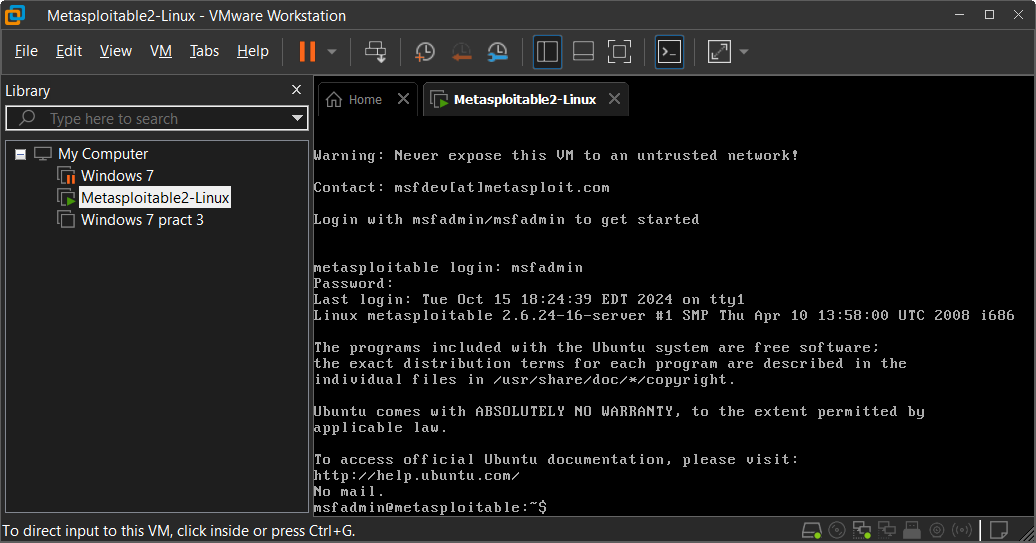 Metasploitable2-Linux - VMware Workstation
File Edit View VM Tabs Help
Library
Type here to search
My Computer
Windows 7
Metasploitable2-Linux
Windows 7 pract 3
Home
Metasploitable2-Linux
Warning: Never expose this VM to an untrusted network!
Contact: msfdev[at]metasploit.com
Login with msfadmin/msfadmin to get started
metasploitable login: msfadmin
Password:
Last login: Tue Oct 15 18:24:39 EDT 2024 on tty1
Linux metasploitable 2.6.24-16-server #1 SMP Thu Apr 10 13:58:00 UTC 2008 i686
The programs included with the Ubuntu system are free software;
the exact distribution terms for each program are described in the
individual files in /usr/share/doc/*/copyright.
Ubuntu comes with ABSOLUTELY NO WARRANTY, to the extent permitted by
applicable law.
To access official Ubuntu documentation, please visit:
http://help.ubuntu.com/
No mail.
msfadmin@metasploitable:~$
To direct input to this VM, click inside or press Ctrl+G.